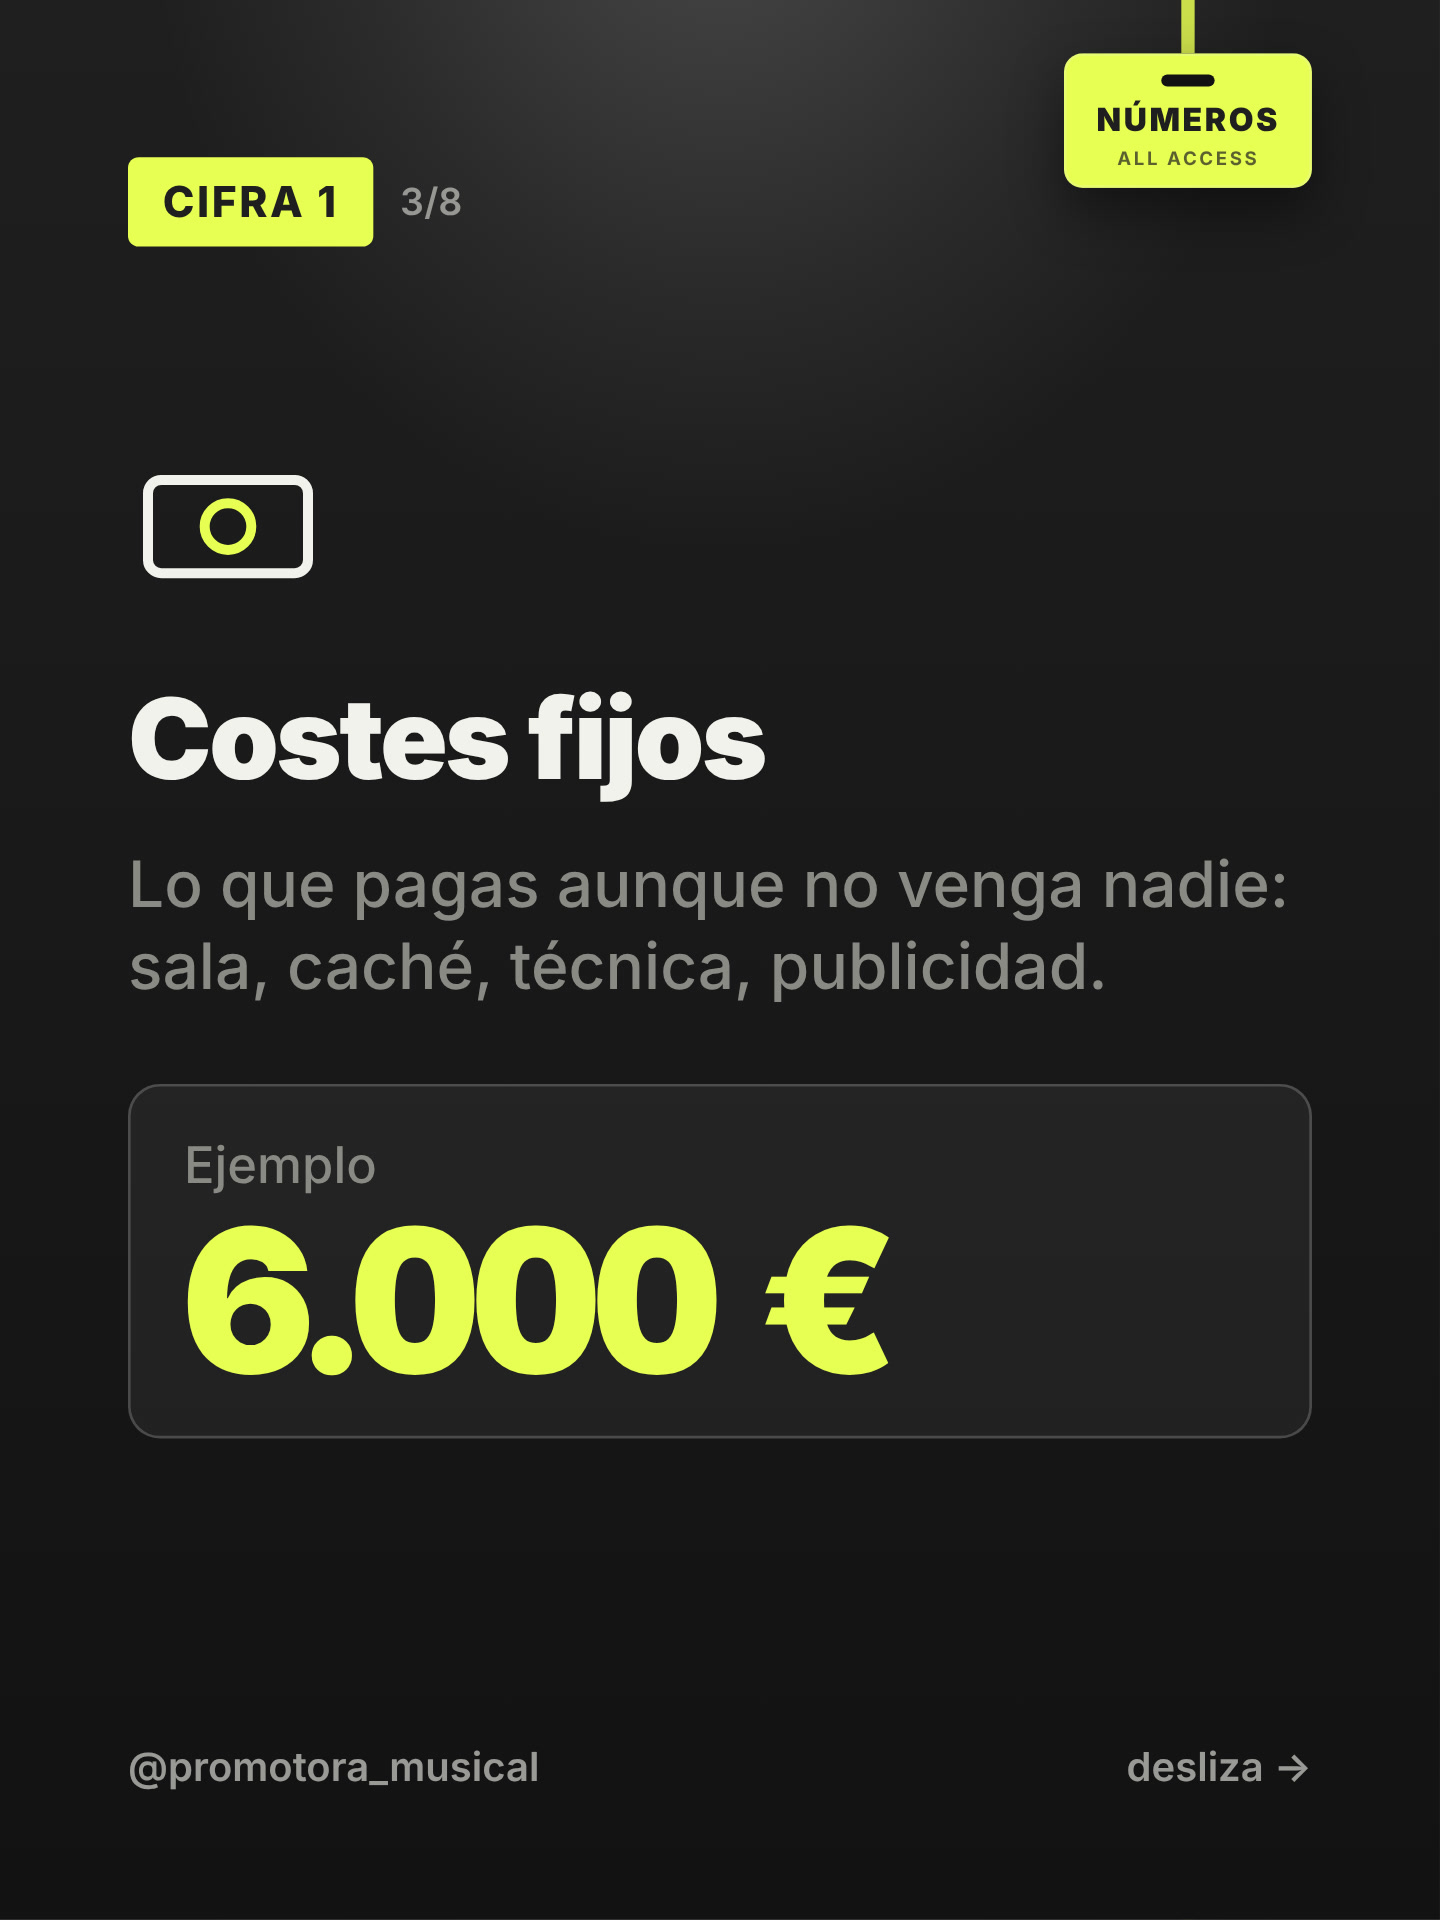 NÚMEROS
ALL ACCESS
CIFRA 1
3/8
Costes fijos
Lo que pagas aunque no venga nadie:
sala, caché, técnica, publicidad.
Ejemplo
6.000 €
@promotora_musical
desliza →